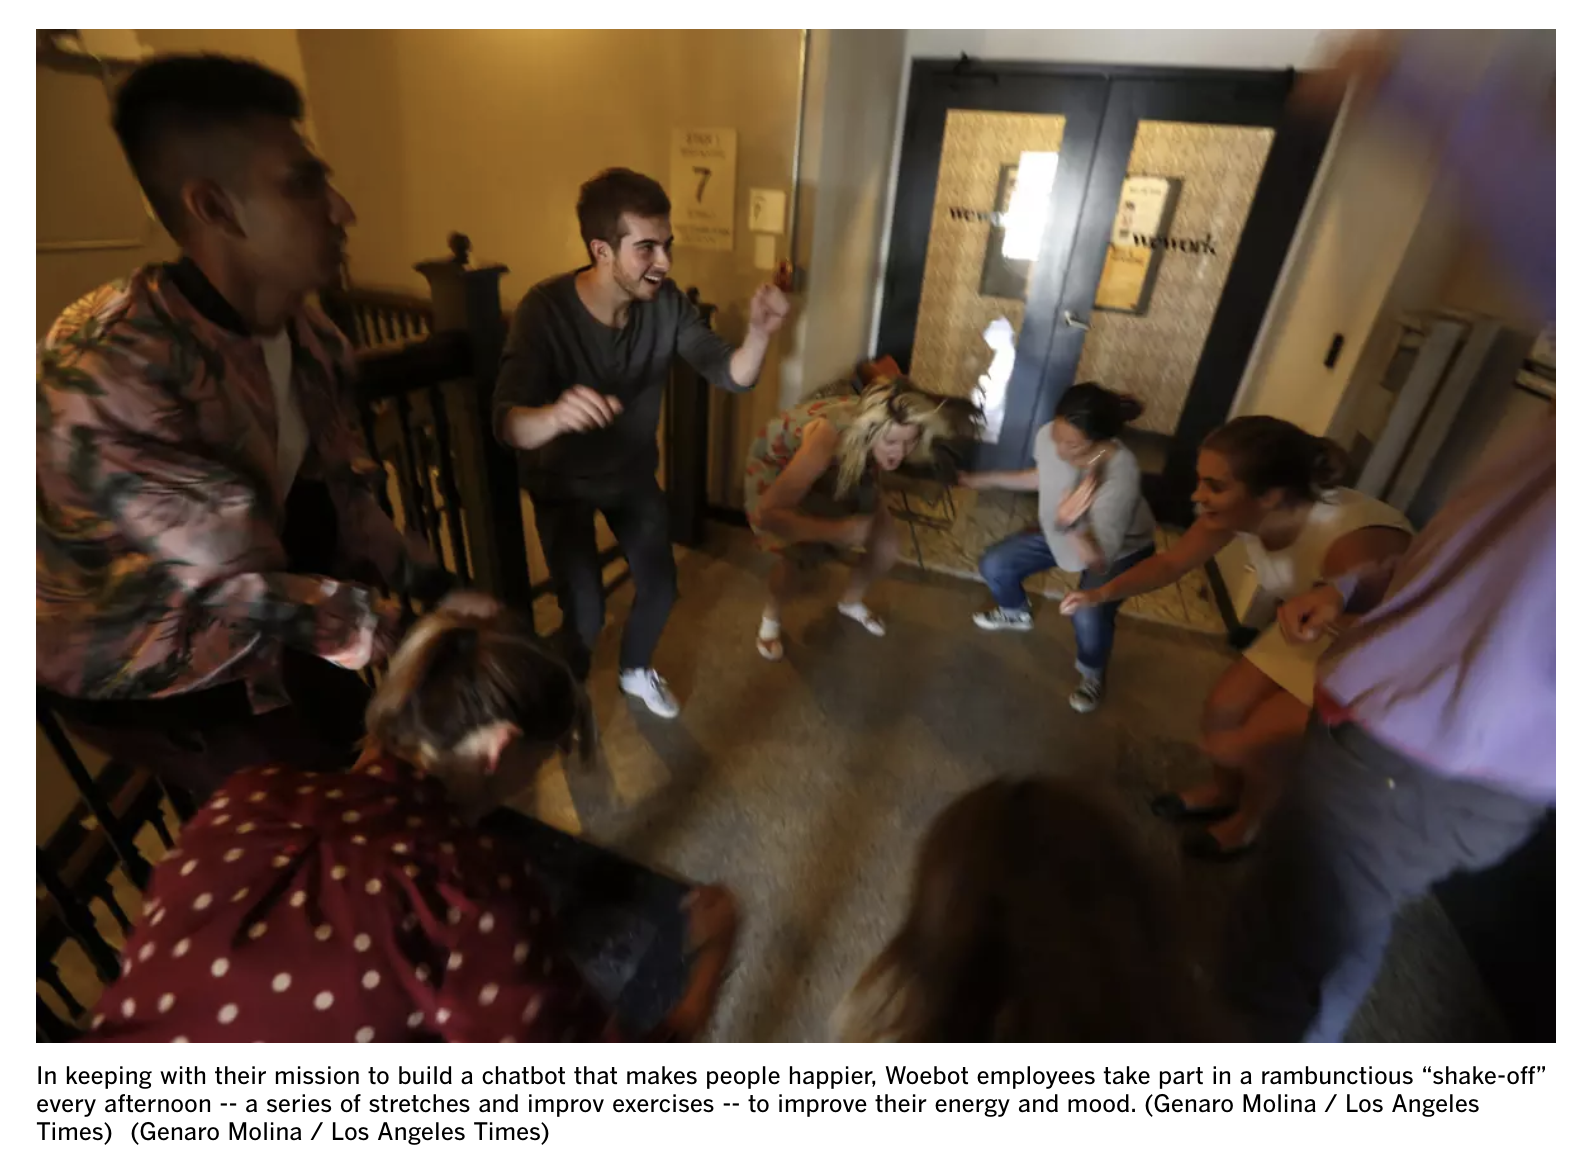 7
wework
In keeping with their mission to build a chatbot that makes people happier, Woebot employees take part in a rambunctious “shake-off”
every afternoon -- a series of stretches and improv exercises -- to improve their energy and mood. (Genaro Molina / Los Angeles
Times)  (Genaro Molina / Los Angeles Times)